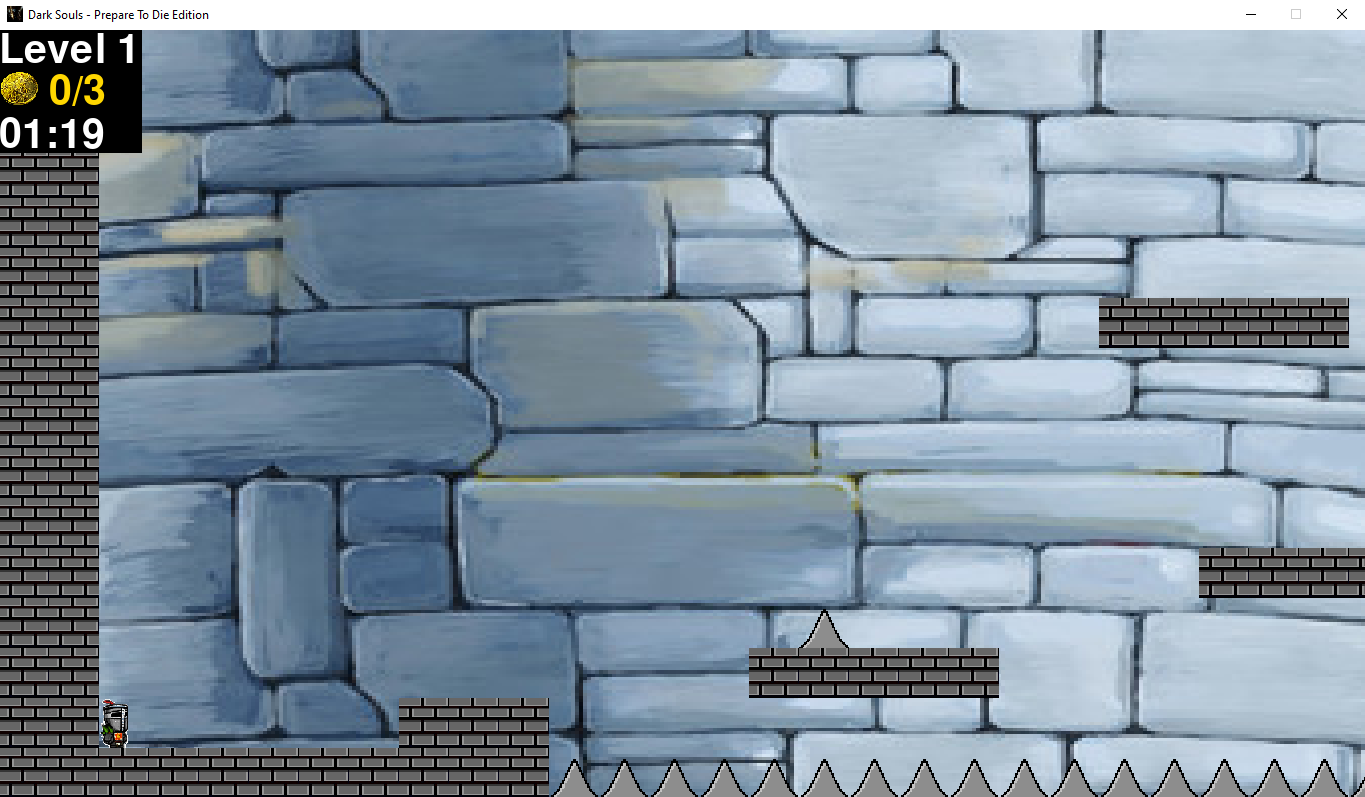 Dark Souls - Prepare To Die Edition
Level 1
0/3
01:19